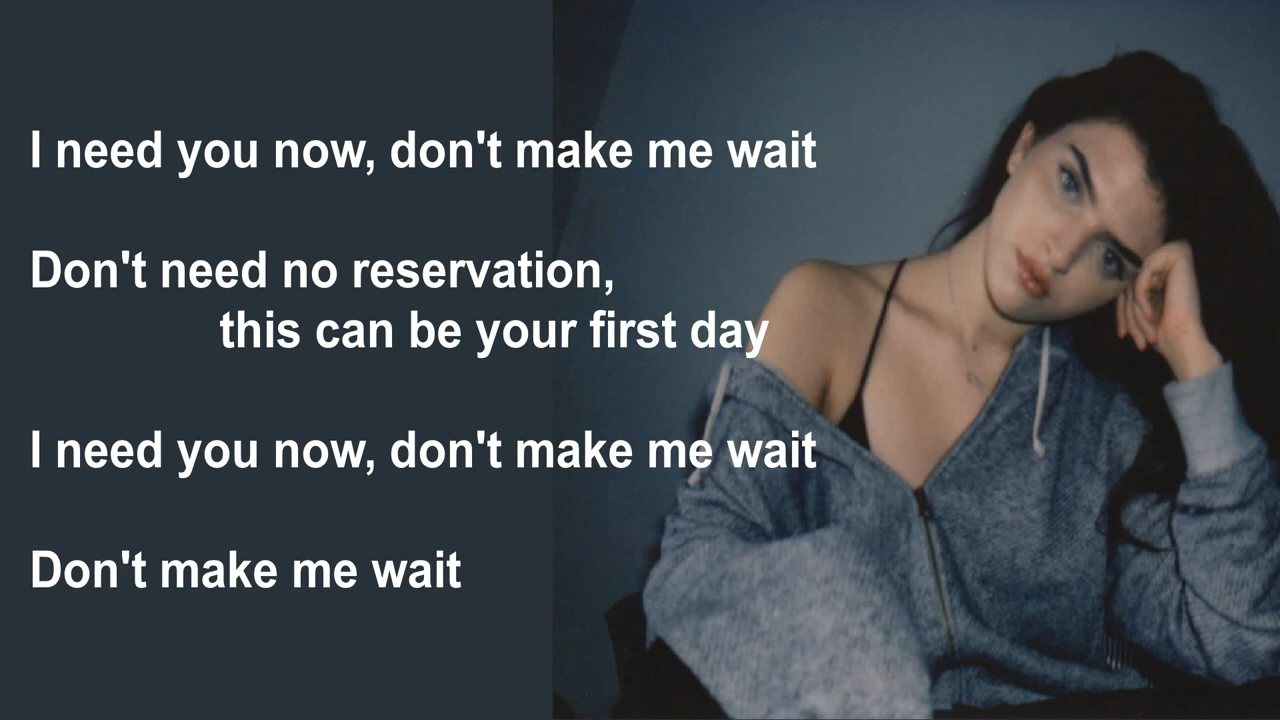 I need you now, don't make me wait
Don't need no reservation,
this can be your first day
I need you now, don't make me wait
Don't make me wait